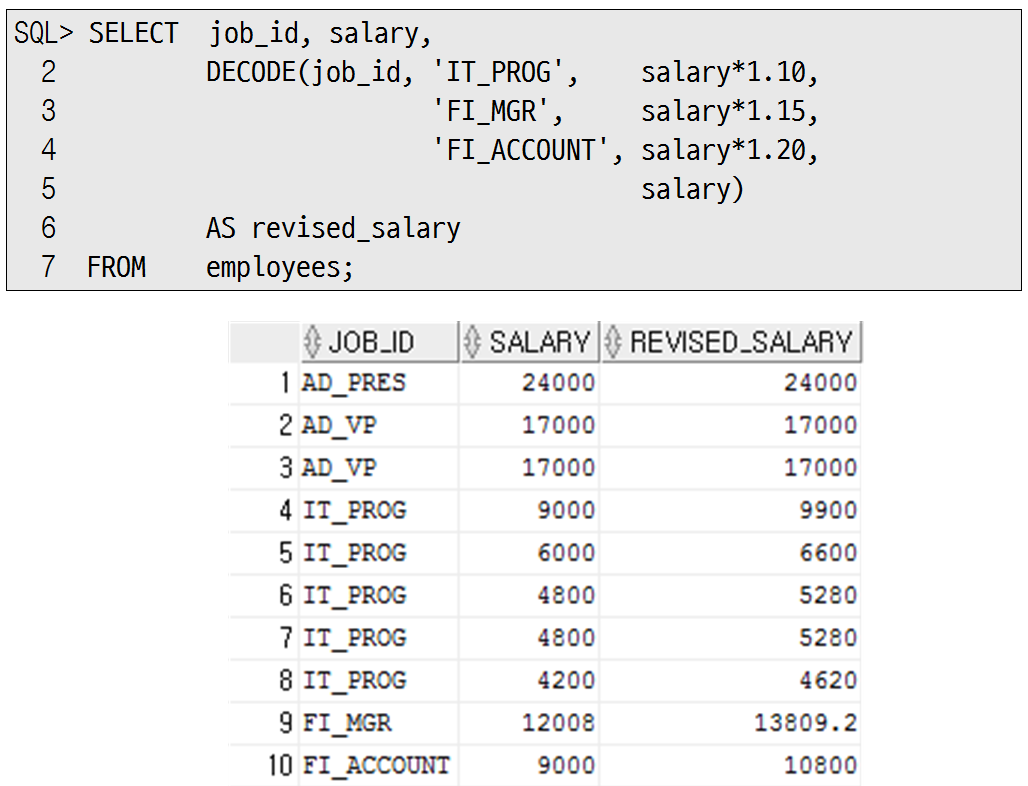 SQL> SELECT  job_id, salary,
2  DECODE(job_id, 'IT_PROG',  salary*1.10,
3  'FI_MGR',  salary*1.15,
4  'FI_ACCOUNT', salary*1.20,
5  salary)
6  AS revised_salary
7  FROM  employees;
JOB_ID SALARY REVISED_SALARY
1 AD_PRES 24000 24000
2 AD_VP 17000 17000
3 AD_VP 17000 17000
4 IT_PROG 9000 9900
5 IT_PROG 6000 6600
6 IT_PROG 4800 5280
7 IT_PROG 4800 5280
8 IT_PROG 4200 4620
9 FI_MGR 12008 13809.2
10 FI_ACCOUNT 9000 10800